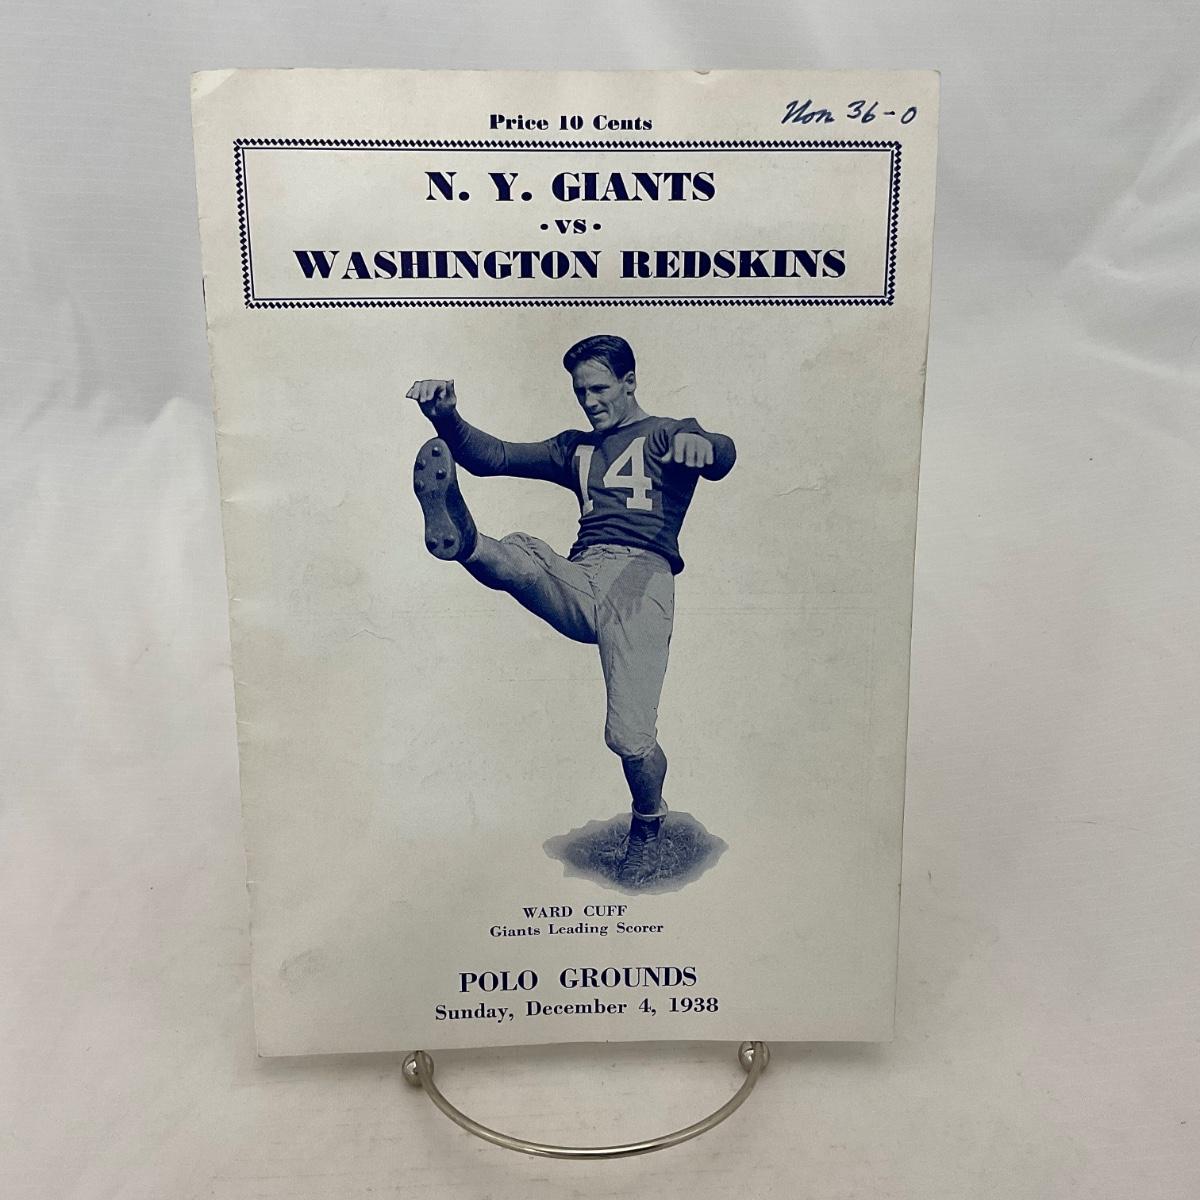 Price 10 Cents
Won 36-0
N. Y. GIANTS
• vs •
WASHINGTON REDSKINS
14
WARD CUFF
Giants Leading Scorer
POLO GROUNDS
Sunday, December 4, 1938